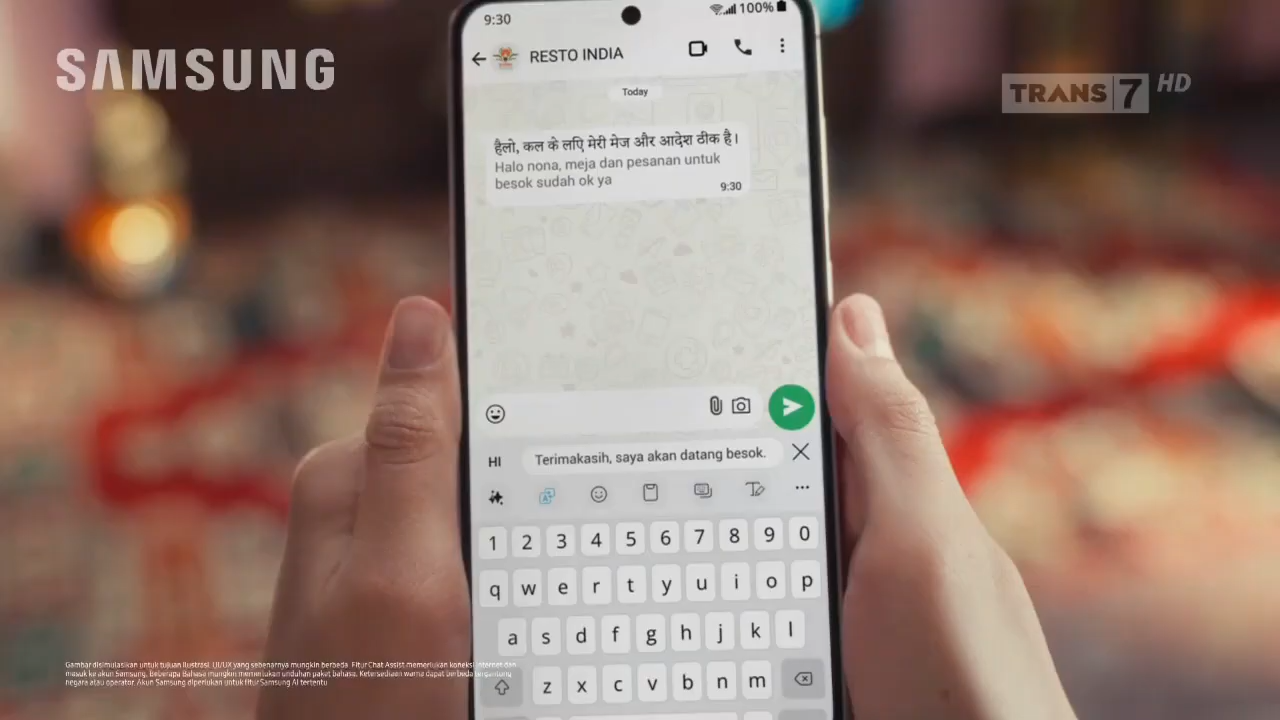 SAMSUNG
TRANS 7 HD
9:30
100%
RESTO INDIA
Today
हैलो, कल के लिए मेरी मेज और आदेश ठीक है।
Halo nona, meja dan pesanan untuk
besok sudah ok ya
9:30
HI
Terimakasih, saya akan datang besok.
1 2 3 4 5 6 7 8 9 0
q w e r t y u i o p
a s d f g h j k l
z x c v b n m
Gambar disimulasikan untuk tujuan ilustrasi. UI/UX yang sebenarnya mungkin berbeda. Fitur Chat Assist memerlukan koneksi internet dan
masuk ke akun Samsung. Beberapa Bahasa mungkin memerlukan unduhan paket bahasa. Ketersediaan warna dapat berbeda tergantung
negara atau operator. Akun Samsung diperlukan untuk fitur Samsung AI tertentu